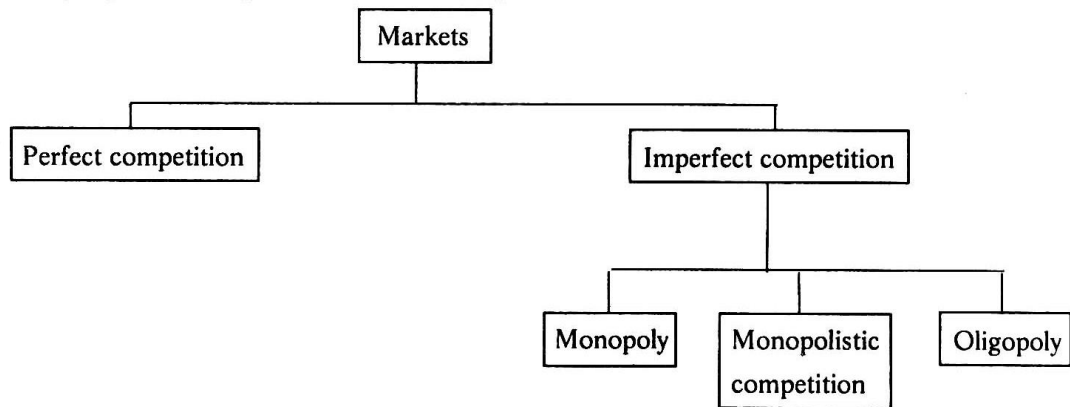 Markets
Perfect competition
Imperfect competition
Monopoly
Monopolistic
competition
Oligopoly